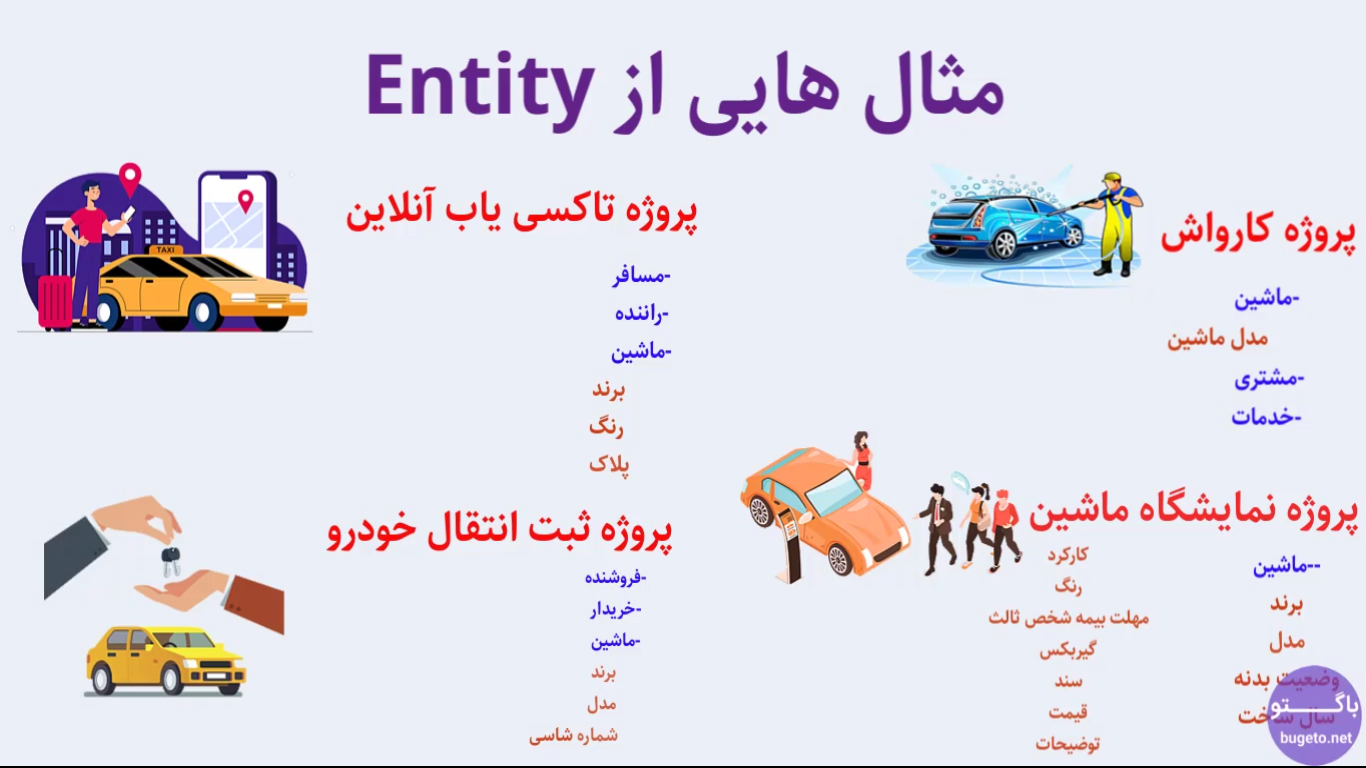 مثال هایی از Entity
پروژه کارواش
-ماشین
مدل ماشین
-مشتری
-خدمات
پروژه تاکسی یاب آنلاین
-مسافر
-راننده
-ماشین
برند
رنگ
پلاک
TAXI
پروژه نمایشگاه ماشین
--ماشین
برند
مدل
وضعیت بدنه
سال ساخت
کارکرد
رنگ
مهلت بیمه شخص ثالث
گیربکس
سند
قیمت
توضیحات
پروژه ثبت انتقال خودرو
-فروشنده
-خریدار
-ماشین
برند
مدل
شماره شاسی
باگتو
bugeto.net